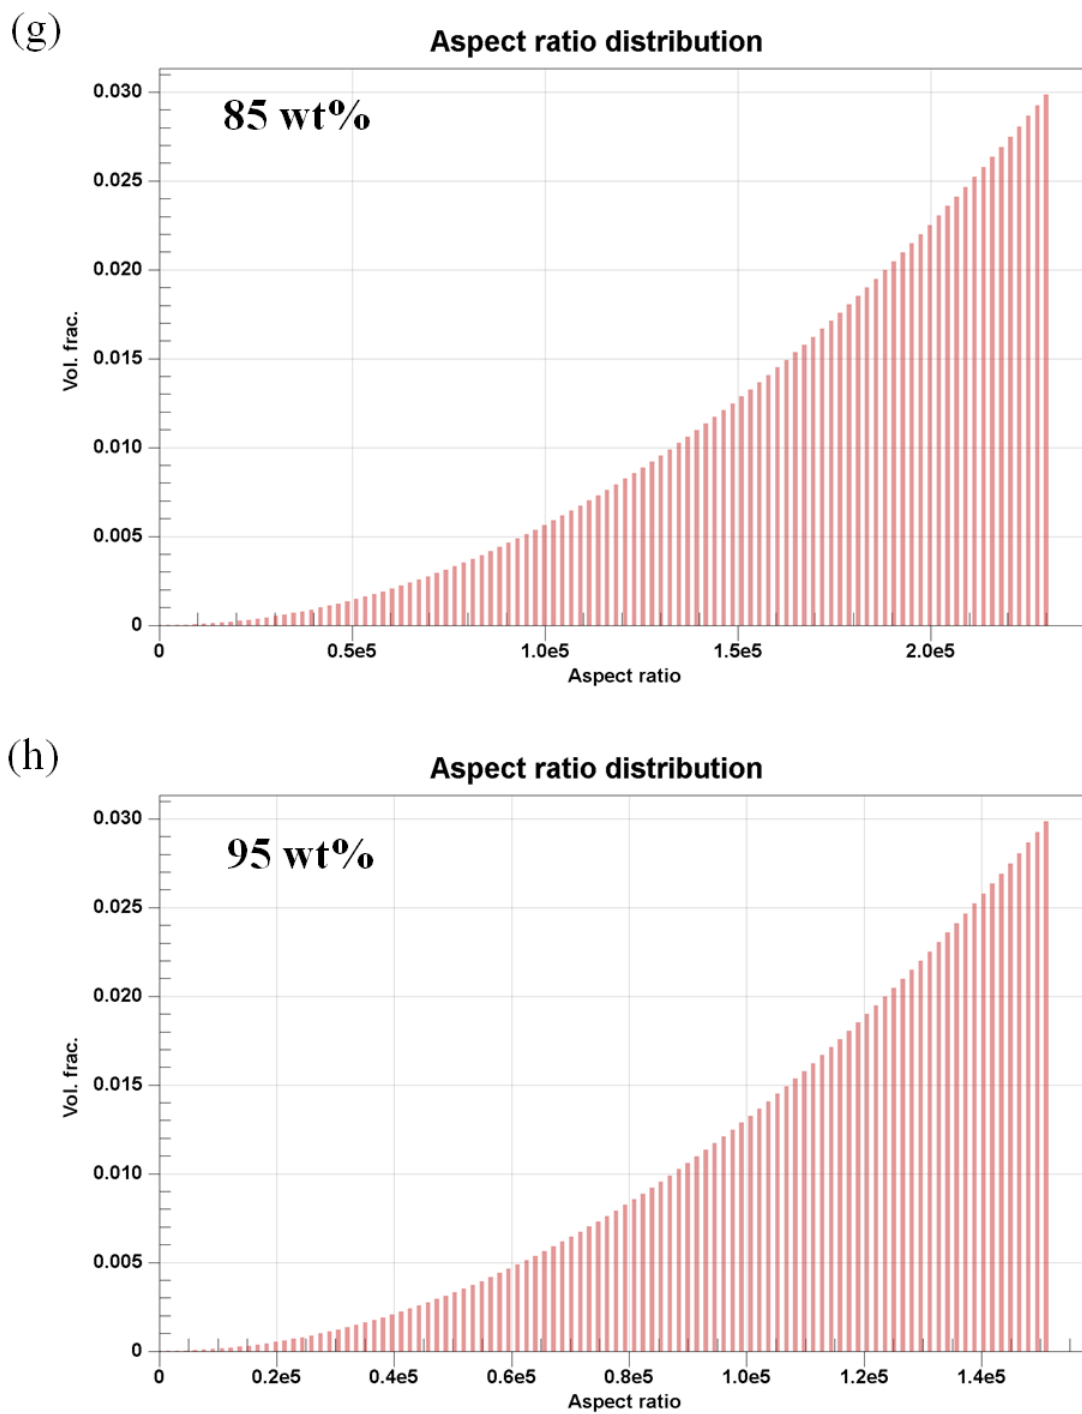 (g)
Aspect ratio distribution
85 wt%
Vol. frac.
0.030
0.025
0.020
0.015
0.010
0.005
0
0 0.5e5 1.0e5 1.5e5 2.0e5
Aspect ratio
(h)
Aspect ratio distribution
95 wt%
Vol. frac.
0.030
0.025
0.020
0.015
0.010
0.005
0
0 0.2e5 0.4e5 0.6e5 0.8e5 1.0e5 1.2e5 1.4e5
Aspect ratio